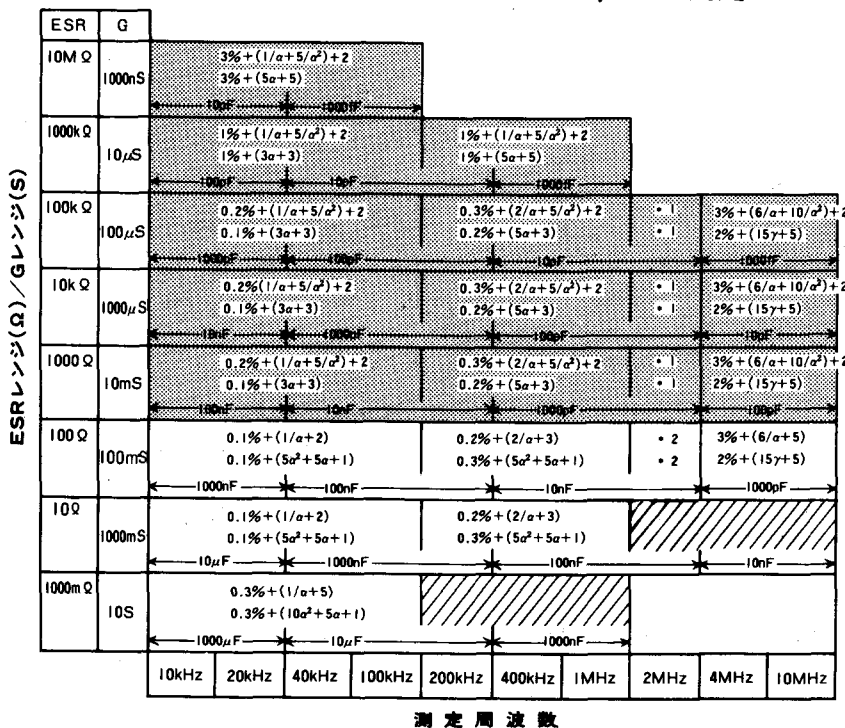 ESR G
10MΩ 1000nS
3%+(1/α+5/α²)+2
3%+(5α+5)
10pF 1000fF
1000kΩ 10μS
1%+(1/α+5/α²)+2 1%+(1/α+5/α²)+2
1%+(3α+3) 1%+(5α+5)
100pF 10pF 1000fF
100kΩ 100μS
0.2%+(1/α+5/α²)+2 0.3%+(2/α+5/α²)+2 • 1 3%+(6/α+10/α²)+2
0.1%+(3α+3) 0.2%+(5α+3) • 1 2%+(15γ+5)
1000pF 100pF 10pF 1000fF
10kΩ 1000μS
0.2%(1/α+5/α²)+2 0.3%+(2/α+5/α²)+2 • 1 3%+(6/α+10/α²)+2
0.1%+(3α+3) 0.2%+(5α+3) • 1 2%+(15γ+5)
10nF 1000pF 100pF 10pF
1000Ω 10mS
0.2%+(1/α+5/α²)+2 0.3%+(2/α+5/α²)+2 • 1 3%+(6/α+10/α²)+2
0.1%+(3α+3) 0.2%+(5α+3) • 1 2%+(15γ+5)
100nF 10nF 1000pF 100pF
100Ω 100mS
0.1%+(1/α+2) 0.2%+(2/α+3) • 2 3%+(6/α+5)
0.1%+(5α²+5α+1) 0.3%+(5α²+5α+1) • 2 2%+(15γ+5)
1000nF 100nF 10nF 1000pF
10Ω 1000mS
0.1%+(1/α+2) 0.2%+(2/α+3)
0.1%+(5α²+5α+1) 0.3%+(5α²+5α+1)
10μF 1000nF 100nF 10nF
1000mΩ 10S
0.3%+(1/α+5)
0.3%+(10α²+5α+1)
1000μF 10μF 1000nF
10kHz 20kHz 40kHz 100kHz 200kHz 400kHz 1MHz 2MHz 4MHz 10MHz
測定周波数
ESRレンジ(Ω)/Gレンジ(S)